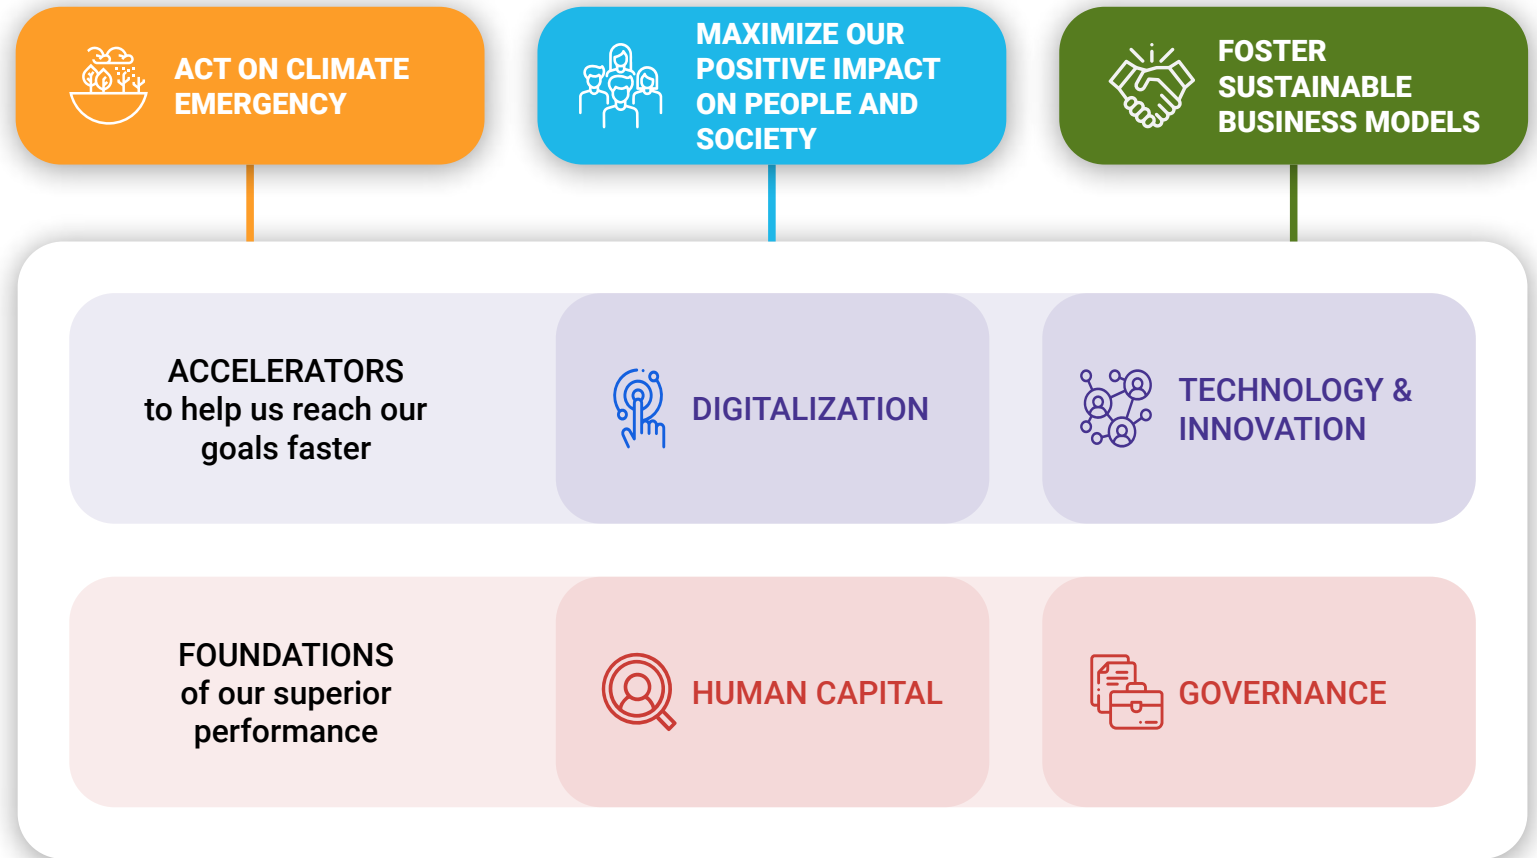 ACT ON CLIMATE
EMERGENCY
MAXIMIZE OUR
POSITIVE IMPACT
ON PEOPLE AND
SOCIETY
FOSTER
SUSTAINABLE
BUSINESS MODELS
ACCELERATORS
to help us reach our
goals faster
DIGITALIZATION
TECHNOLOGY &
INNOVATION
FOUNDATIONS
of our superior
performance
HUMAN CAPITAL
GOVERNANCE